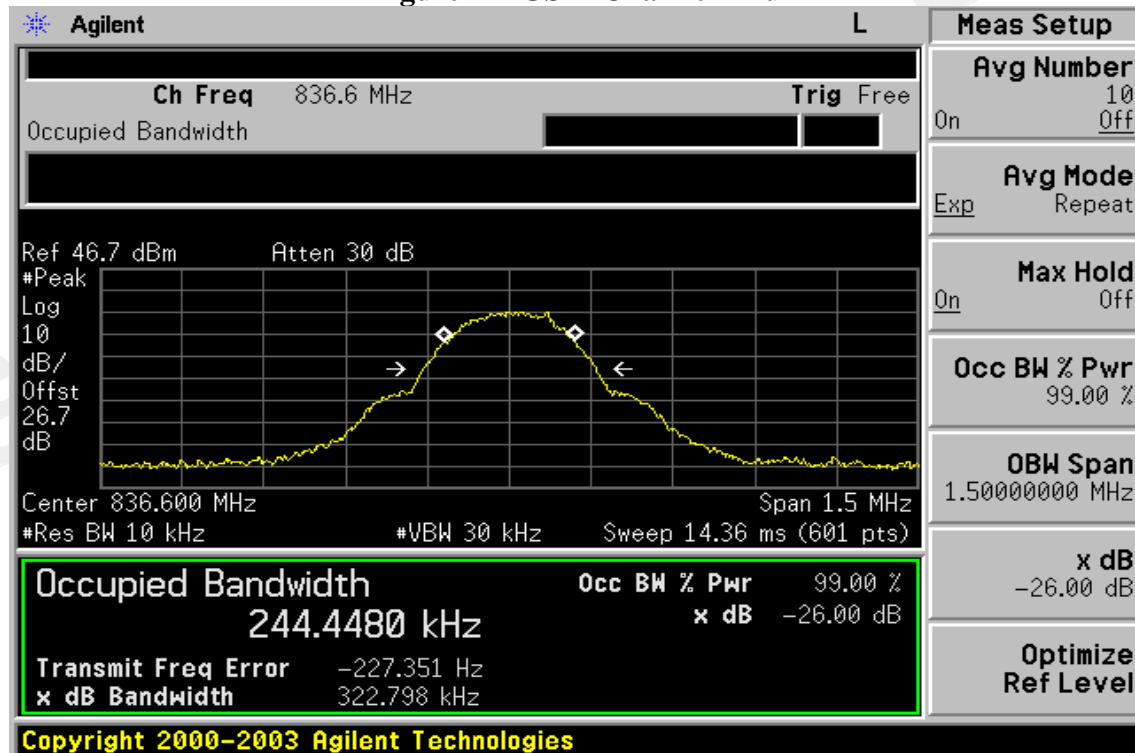 Agilent L
Ch Freq 836.6 MHz Trig Free
Occupied Bandwidth
Ref 46.7 dBm Atten 30 dB
#Peak
Log
10
dB/
Offst
26.7
dB
Center 836.600 MHz Span 1.5 MHz
#Res BW 10 kHz #VBW 30 kHz Sweep 14.36 ms (601 pts)
Occupied Bandwidth
244.4480 kHz
Occ BW % Pwr 99.00 %
x dB -26.00 dB
Transmit Freq Error -227.351 Hz
x dB Bandwidth 322.798 kHz
Copyright 2000-2003 Agilent Technologies
Meas Setup
Avg Number
10
On Off
Avg Mode
Exp Repeat
Max Hold
On Off
Occ BW % Pwr
99.00 %
OBW Span
1.50000000 MHz
x dB
-26.00 dB
Optimize
Ref Level